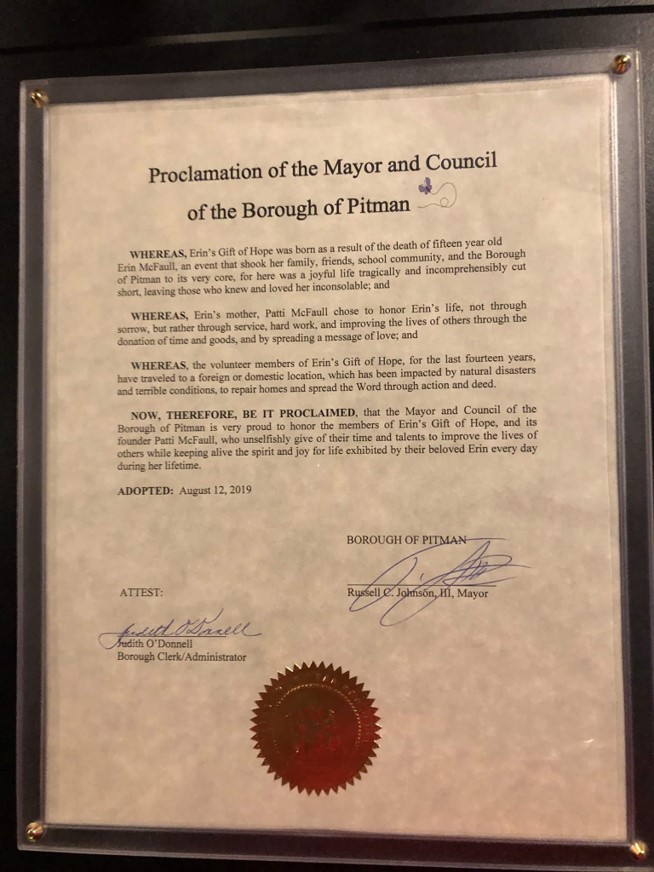 Proclamation of the Mayor and Council
of the Borough of Pitman
WHEREAS, Erin's Gift of Hope was born as a result of the death of fifteen year old
Erin McFaull, an event that shook her family, friends, school community, and the Borough
of Pitman to its very core, for here was a joyful life tragically and incomprehensibly cut
short, leaving those who knew and loved her inconsolable; and
WHEREAS, Erin's mother, Patti McFaull chose to honor Erin's life, not through
sorrow, but rather through service, hard work, and improving the lives of others through the
donation of time and goods, and by spreading a message of love; and
WHEREAS, the volunteer members of Erin's Gift of Hope, for the last fourteen years,
have traveled to a foreign or domestic location, which has been impacted by natural disasters
and terrible conditions, to repair homes and spread the Word through action and deed.
NOW, THEREFORE, BE IT PROCLAIMED, that the Mayor and Council of the
Borough of Pitman is very proud to honor the members of Erin's Gift of Hope, and its
founder Patti McFaull, who unselfishly give of their time and talents to improve the lives of
others while keeping alive the spirit and joy for life exhibited by their beloved Erin every day
during her lifetime.
ADOPTED: August 12, 2019
BOROUGH OF PITMAN
ATTEST:
Russell C. Johnson, III, Mayor
Judith O'Donnell
Judith O'Donnell
Borough Clerk/Administrator